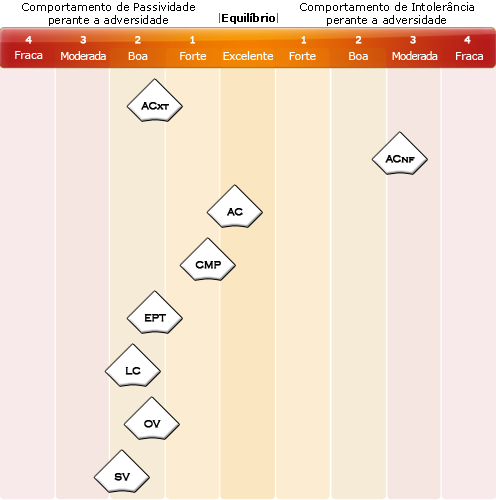 Comportamento de Passividade
perante a adversidade
|Equilíbrio|
Comportamento de Intolerância
perante a adversidade
4 3 2 1 1 2 3 4
Fraca Moderada Boa Forte Excelente Forte Boa Moderada Fraca
ACXT
ACNF
AC
CMP
EPT
LC
OV
SV